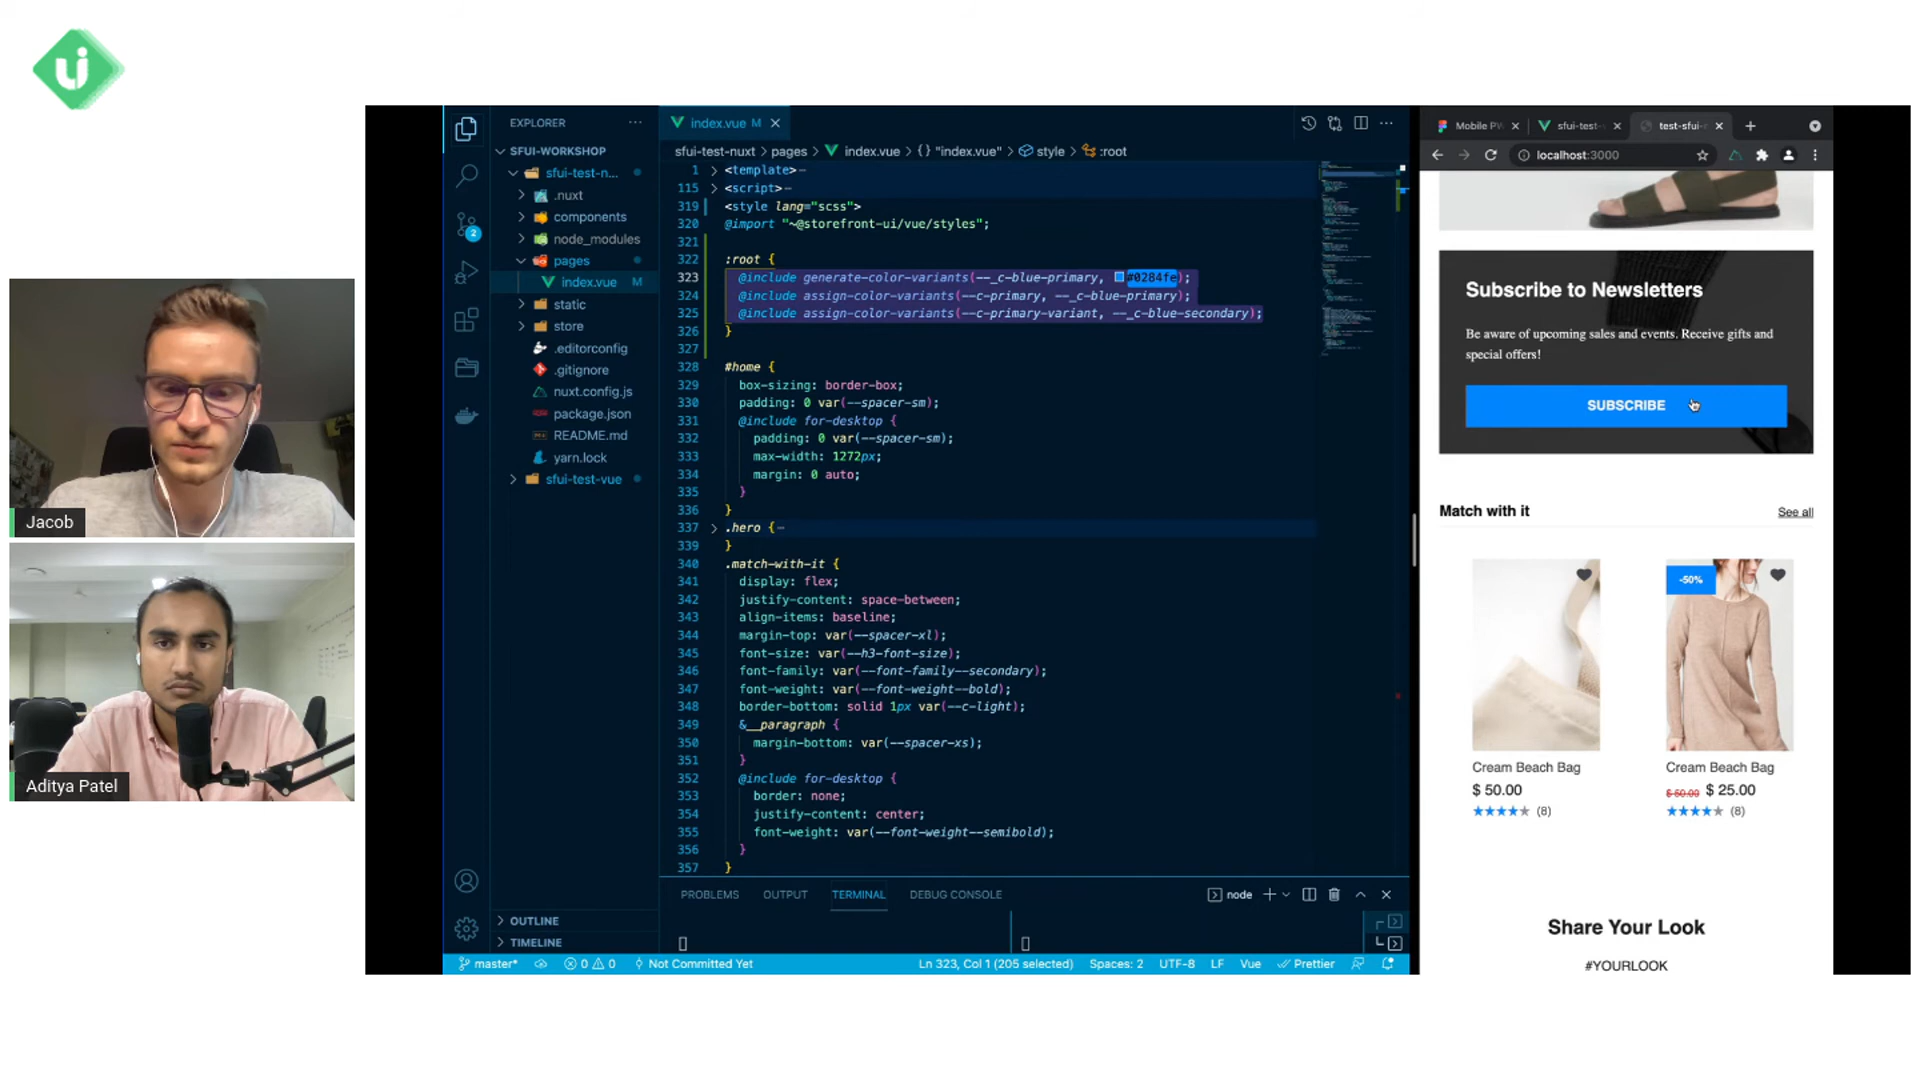 Jacob
Aditya Patel
EXPLORER
SFUI-WORKSHOP
sfui-test-n...
.nuxt
components
node_modules
pages
index.vue M
static
store
.editorconfig
.gitignore
nuxt.config.js
package.json
README.md
yarn.lock
sfui-test-vue
OUTLINE
TIMELINE
2
index.vue M
sfui-test-nuxt > pages > index.vue > {} "index.vue" > style > :root
1 <template>
115 <script>
319 <style lang="scss">
320 @import "~@storefront-ui/vue/styles";
321
322 :root {
323 @include generate-color-variants(--_c-blue-primary, #0284fe);
324 @include assign-color-variants(--c-primary, --_c-blue-primary);
325 @include assign-color-variants(--c-primary-variant, --_c-blue-secondary);
326 }
327
328 #home {
329 box-sizing: border-box;
330 padding: 0 var(--spacer-sm);
331 @include for-desktop {
332 padding: 0 var(--spacer-sm);
333 max-width: 1272px;
334 margin: 0 auto;
335 }
336 }
337 .hero {
339 }
340 .match-with-it {
341 display: flex;
342 justify-content: space-between;
343 align-items: baseline;
344 margin-top: var(--spacer-xl);
345 font-size: var(--h3-font-size);
346 font-family: var(--font-family--secondary);
347 font-weight: var(--font-weight--bold);
348 border-bottom: solid 1px var(--c-light);
349 &__paragraph {
350 margin-bottom: var(--spacer-xs);
351 }
352 @include for-desktop {
353 border: none;
354 justify-content: center;
355 font-weight: var(--font-weight--semibold);
356 }
357 }
PROBLEMS OUTPUT TERMINAL DEBUG CONSOLE node
master* 0 0 Not Committed Yet Ln 323, Col 1 (205 selected) Spaces: 2 UTF-8 LF Vue Prettier
Mobile PW sfui-test- test-sfui-
localhost:3000
Subscribe to Newsletters
Be aware of upcoming sales and events. Receive gifts and
special offers!
SUBSCRIBE
Match with it See all
-50%
Cream Beach Bag Cream Beach Bag
$ 50.00 $ 50.00 $ 25.00
(8) (8)
Share Your Look
#YOURLOOK